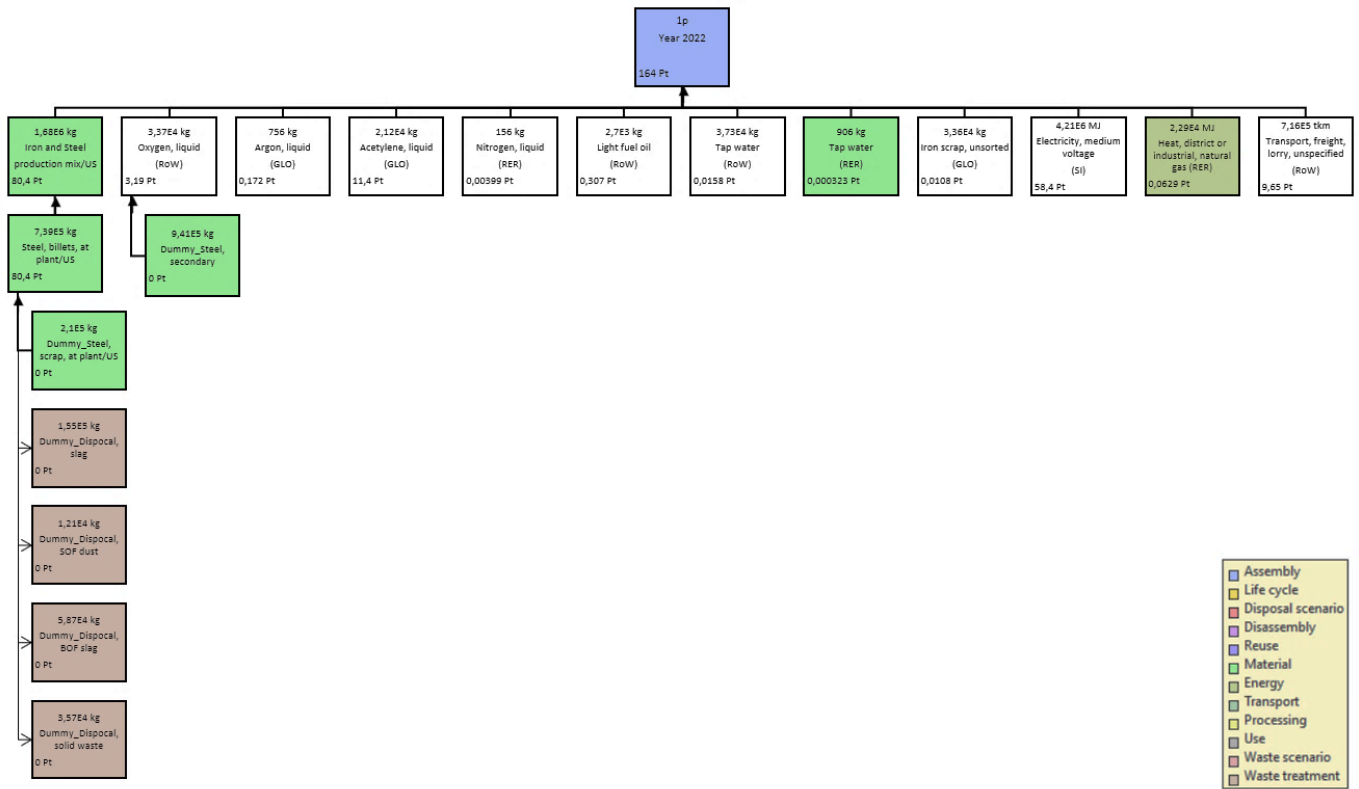 1p
Year 2022
164 Pt
1,68E6 kg
Iron and Steel
production mix/US
80,4 Pt
3,37E4 kg
Oxygen, liquid
(RoW)
3,19 Pt
756 kg
Argon, liquid
(GLO)
0,172 Pt
2,12E4 kg
Acetylene, liquid
(GLO)
11,4 Pt
156 kg
Nitrogen, liquid
(RER)
0,00399 Pt
2,7E3 kg
Light fuel oil
(RoW)
0,307 Pt
3,73E4 kg
Tap water
(RoW)
0,0158 Pt
906 kg
Tap water
(RER)
0,000323 Pt
3,36E4 kg
Iron scrap, unsorted
(GLO)
0,0108 Pt
4,21E6 MJ
Electricity, medium
voltage
(SI)
58,4 Pt
2,29E4 MJ
Heat, district or
industrial, natural
gas (RER)
0,0629 Pt
7,16E5 tkm
Transport, freight,
lorry, unspecified
(RoW)
9,65 Pt
7,39E5 kg
Steel, billets, at
plant/US
80,4 Pt
9,41E5 kg
Dummy_Steel,
secondary
0 Pt
2,1E5 kg
Dummy_Steel,
scrap, at plant/US
0 Pt
1,55E5 kg
Dummy_Dispocal,
slag
0 Pt
1,21E4 kg
Dummy_Dispocal,
SOF dust
0 Pt
5,87E4 kg
Dummy_Dispocal,
BOF slag
0 Pt
3,57E4 kg
Dummy_Dispocal,
solid waste
0 Pt
Assembly
Life cycle
Disposal scenario
Disassembly
Reuse
Material
Energy
Transport
Processing
Use
Waste scenario
Waste treatment